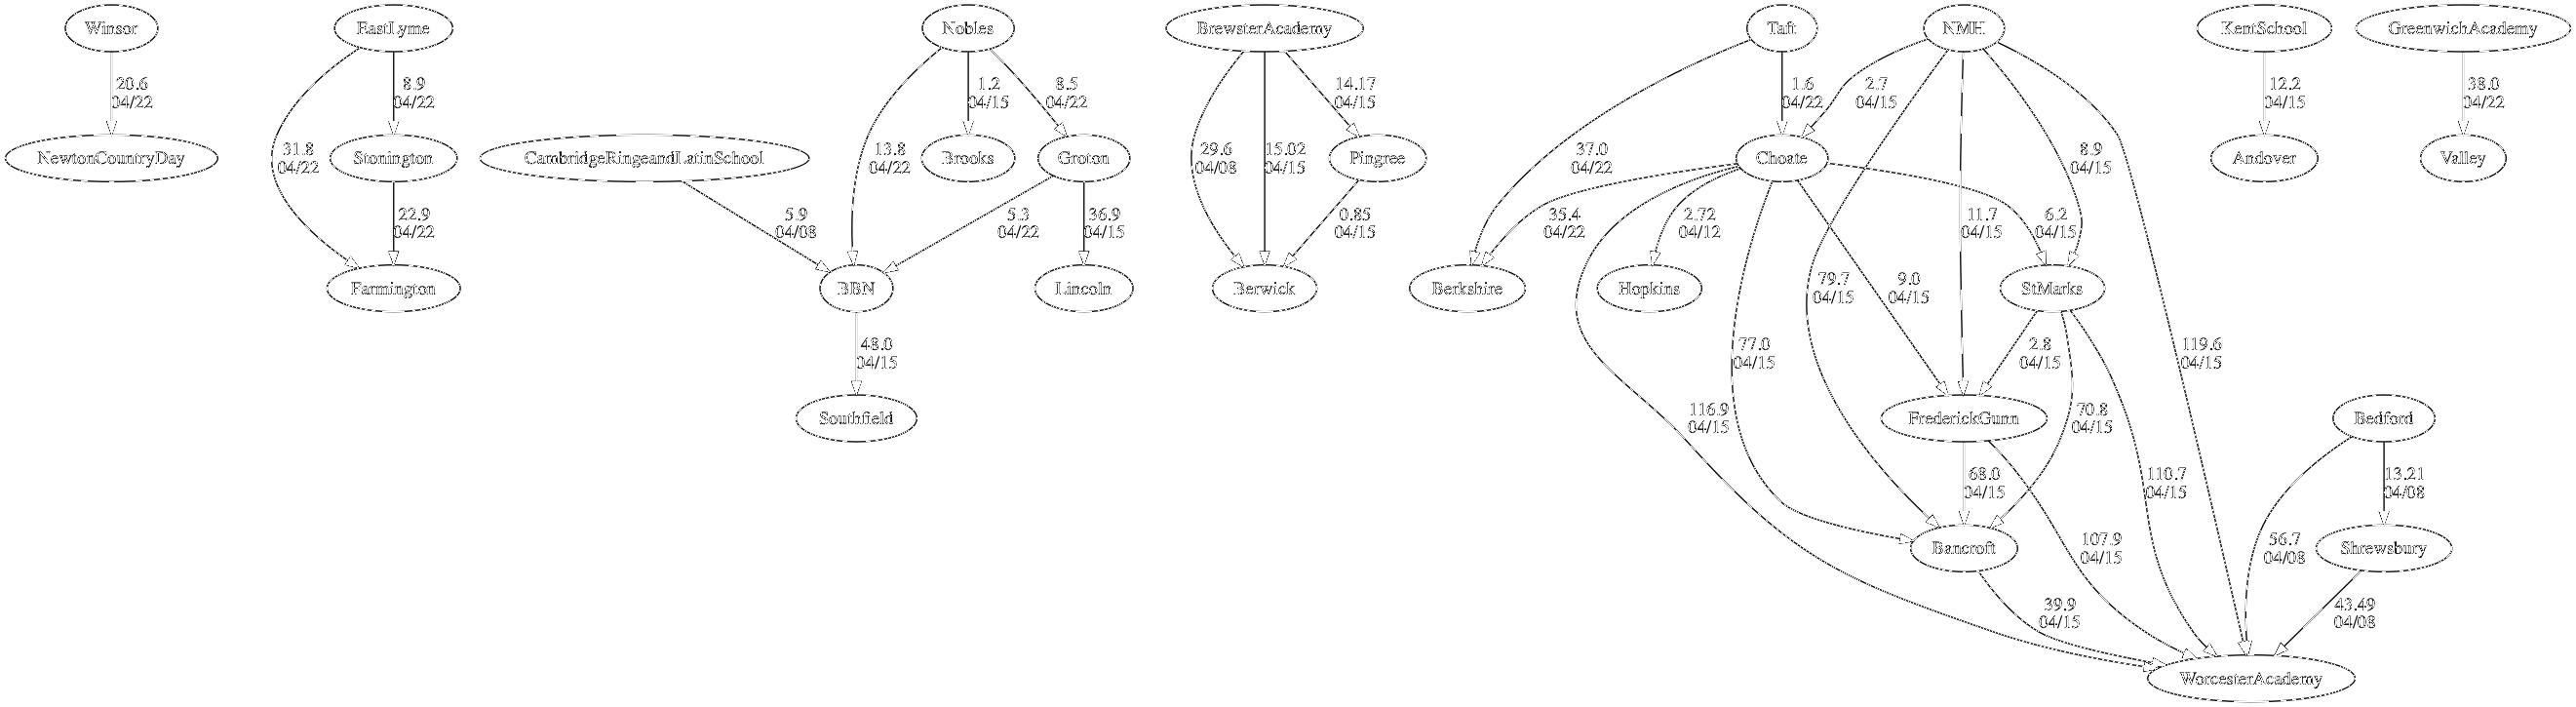 Winsor
EastLyme
Nobles
BrewsterAcademy
Taft
NMH
KentSchool
GreenwichAcademy
20.6
04/22
8.9
04/22
1.2
04/15
8.5
04/22
14.17
04/15
1.6
04/22
2.7
04/15
12.2
04/15
38.0
04/22
31.8
04/22
13.8
04/22
29.6
04/08
15.02
04/15
37.0
04/22
8.9
04/15
NewtonCountryDay
Stonington
CambridgeRingeandLatinSchool
Brooks
Groton
Pingree
Choate
Andover
Valley
22.9
04/22
5.9
04/08
5.3
04/22
36.9
04/15
0.85
04/15
35.4
04/22
2.72
04/12
11.7
04/15
6.2
04/15
Farmington
BBN
Lincoln
Berwick
Berkshire
Hopkins
79.7
04/15
9.0
04/15
StMarks
48.0
04/15
77.0
04/15
2.8
04/15
119.6
04/15
Southfield
116.9
04/15
FrederickGunn
70.8
04/15
Bedford
68.0
04/15
110.7
04/15
13.21
04/08
Bancroft
107.9
04/15
56.7
04/08
Shrewsbury
39.9
04/15
43.49
04/08
WorcesterAcademy